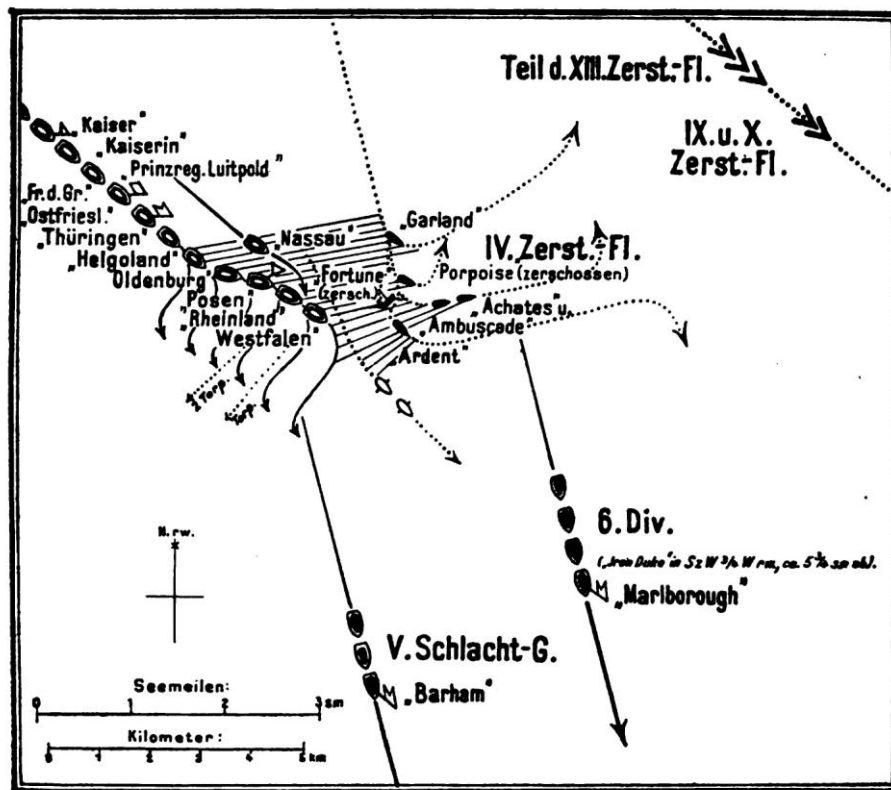 Teil d. XIII. Zerst.-Fl.
IX. u. X.
Zerst.-Fl.
„Kaiser"
„Kaiserin"
Prinzreg. Luitpold"
„Fr. d. Gr."
„Ostfriesl."
„Thüringen"
„Helgoland"
Oldenburg"
Posen"
„Rheinland"
Westfalen"
„Nassau"
„Garland"
IV. Zerst.-Fl.
„Fortune"
(zersch.)
Porpoise (zerschossen)
„Achates" u.
„Ambuscade"
„Ardent"
Torp.
Torp.
N. rw.
6. Div.
„Marlborough"
V. Schlacht-G.
„Barham"
Seemeilen:
0 1 2 3 sm
Kilometer:
0 1 2 3 4 5 km